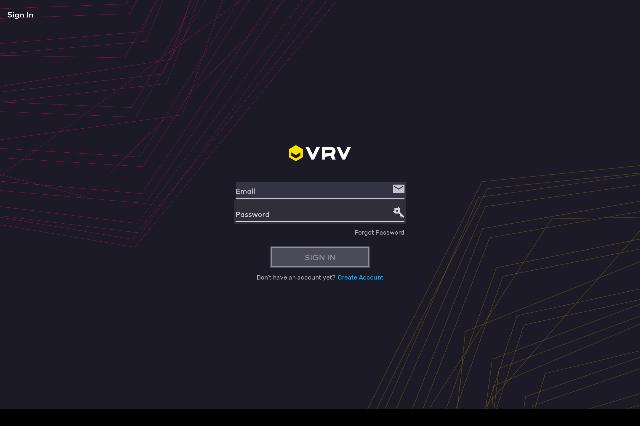 Sign In
VRV
Email
Password
Forgot Password
SIGN IN
Don't have an account yet? Create Account